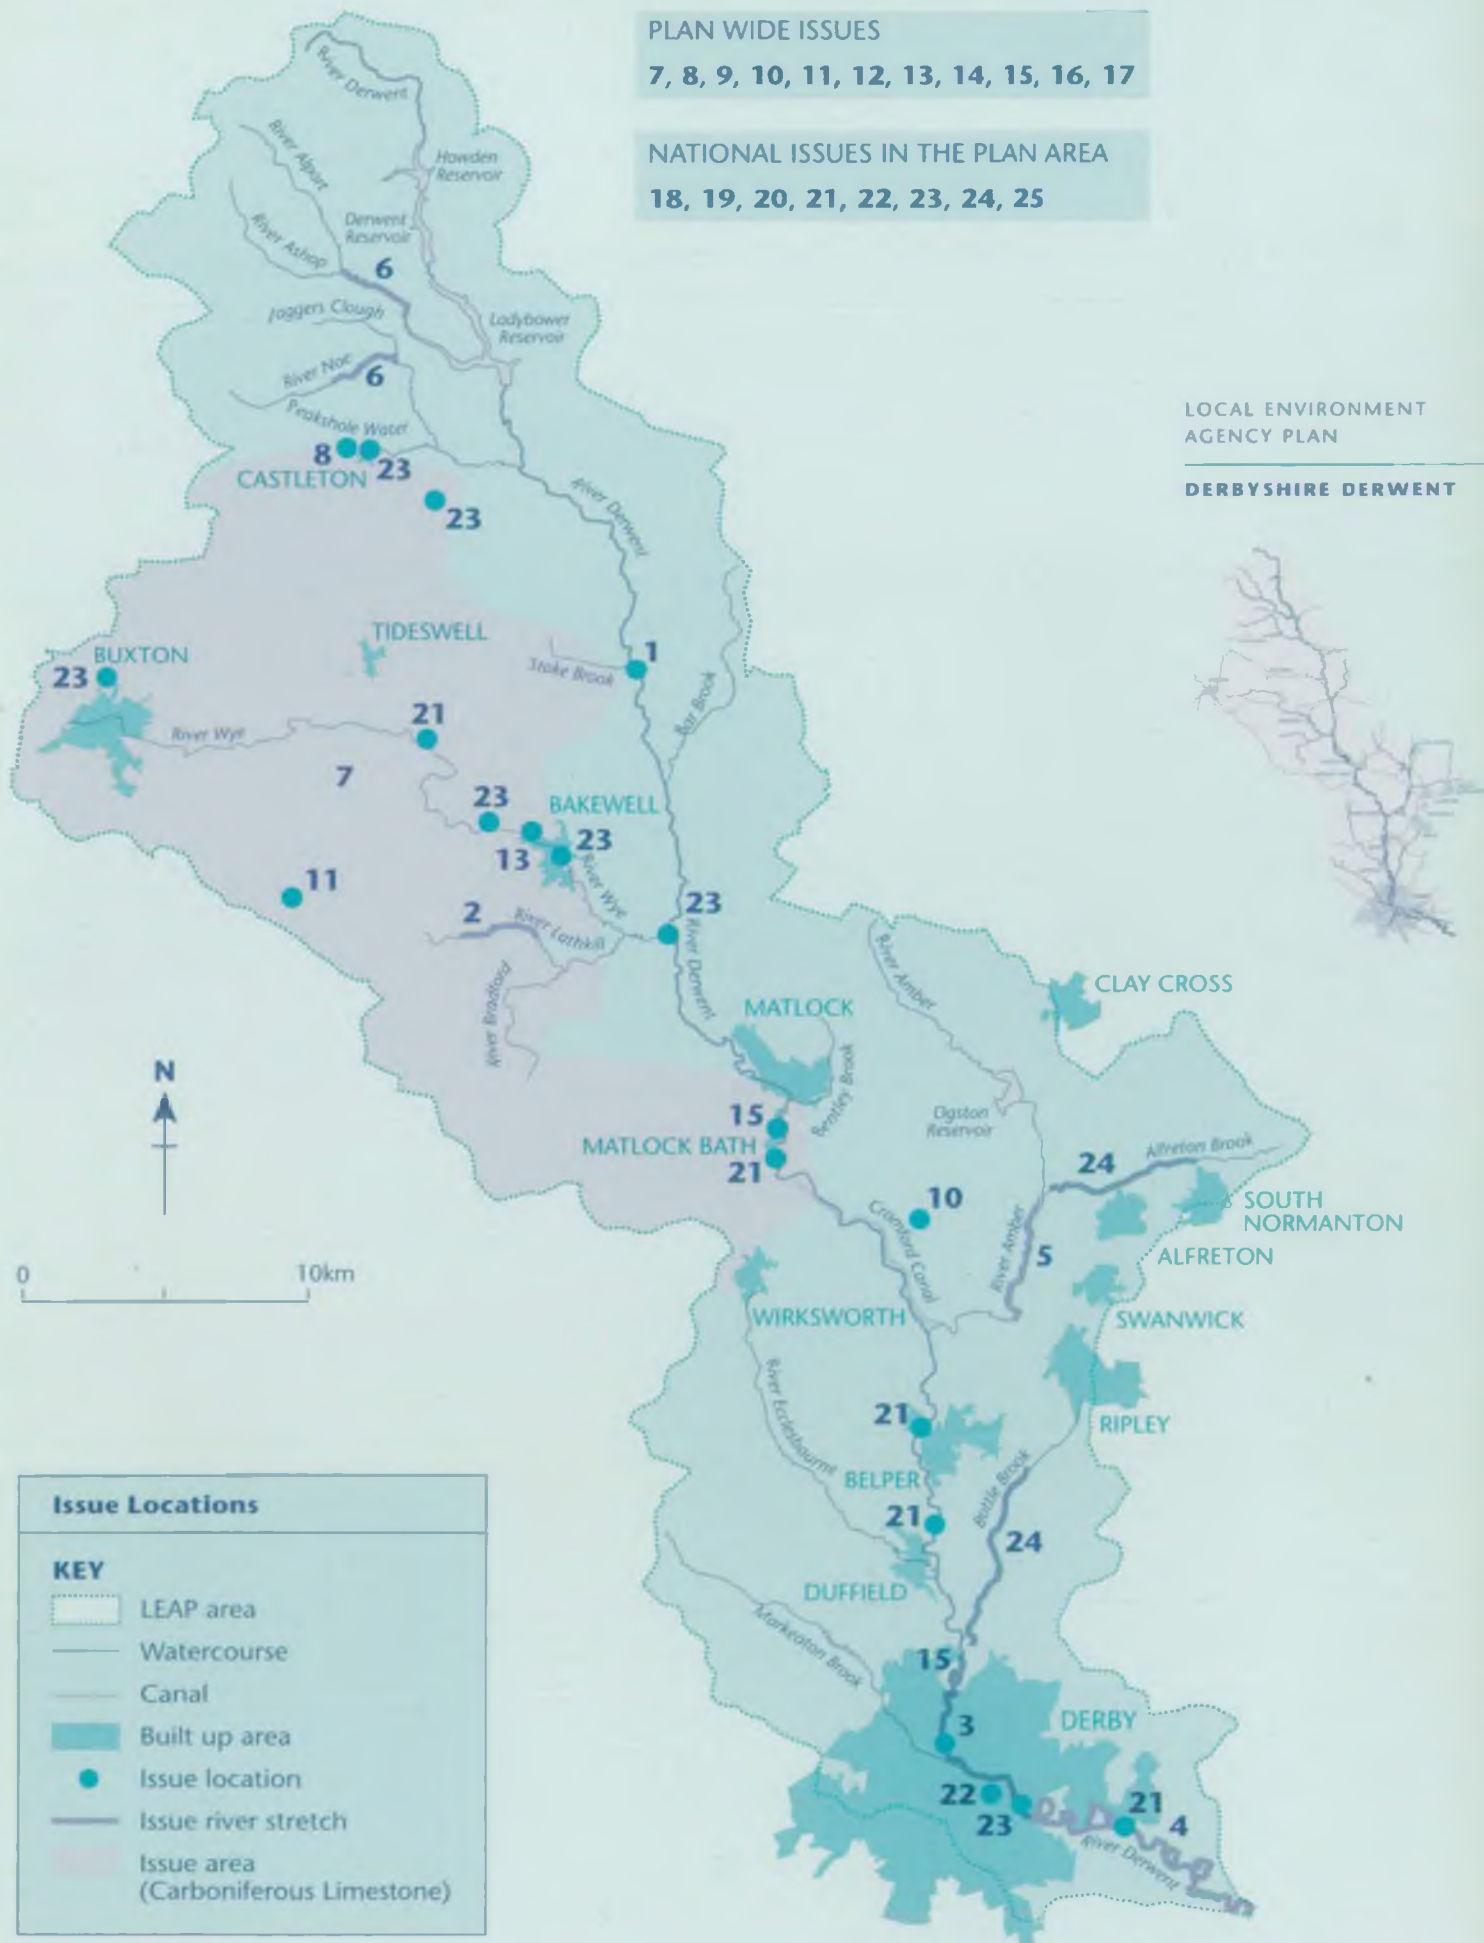 PLAN WIDE ISSUES
7, 8, 9, 10, 11, 12, 13, 14, 15, 16, 17
NATIONAL ISSUES IN THE PLAN AREA
18, 19, 20, 21, 22, 23, 24, 25
LOCAL ENVIRONMENT
AGENCY PLAN
DERBYSHIRE DERWENT
River Derwent
River Alport
Howden
Reservoir
Derwent
Reservoir
River Ashop
6
Jaggers Clough
Ladybower
Reservoir
River Noe
6
Peakshole Water
8
23
CASTLETON
23
River Derwent
TIDESWELL
BUXTON
23
Stoke Brook
1
Bar Brook
21
River Wye
7
23
BAKEWELL
23
13
River Wye
11
2
River Lathkill
23
River Derwent
River Bradford
River Amber
CLAY CROSS
MATLOCK
Bentley Brook
N
15
MATLOCK BATH
21
Ogston
Reservoir
24
Alfreton Brook
10
SOUTH
NORMANTON
Cromford Canal
River Amber
5
ALFRETON
0
10km
WIRKSWORTH
SWANWICK
River Ecclesbourne
21
RIPLEY
BELPER
Bottle Brook
21
24
DUFFIELD
Markeaton Brook
15
3
DERBY
22
23
21
4
River Derwent
Issue Locations
KEY
LEAP area
Watercourse
Canal
Built up area
Issue location
Issue river stretch
Issue area
(Carboniferous Limestone)